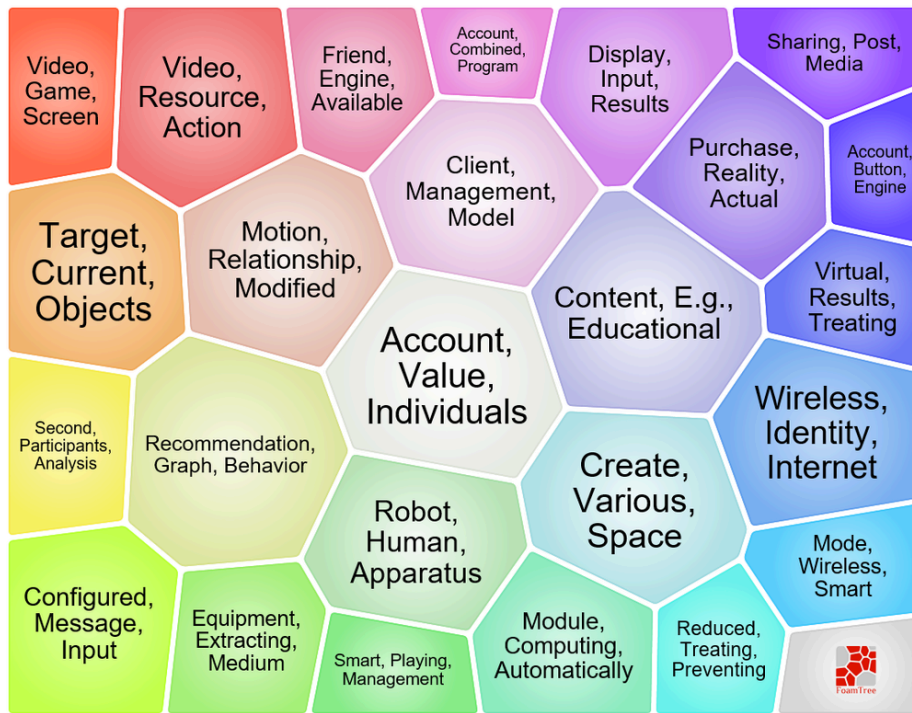 Video,
Game,
Screen
Video,
Resource,
Action
Friend,
Engine,
Available
Account,
Combined,
Program
Display,
Input,
Results
Sharing, Post,
Media
Client,
Management,
Model
Purchase,
Reality,
Actual
Account,
Button,
Engine
Target,
Current,
Objects
Motion,
Relationship,
Modified
Content, E.g.,
Educational
Virtual,
Results,
Treating
Account,
Value,
Individuals
Second,
Participants,
Analysis
Recommendation,
Graph, Behavior
Wireless,
Identity,
Internet
Create,
Various,
Space
Robot,
Human,
Apparatus
Mode,
Wireless,
Smart
Configured,
Message,
Input
Equipment,
Extracting,
Medium
Smart, Playing,
Management
Module,
Computing,
Automatically
Reduced,
Treating,
Preventing
FoamTree